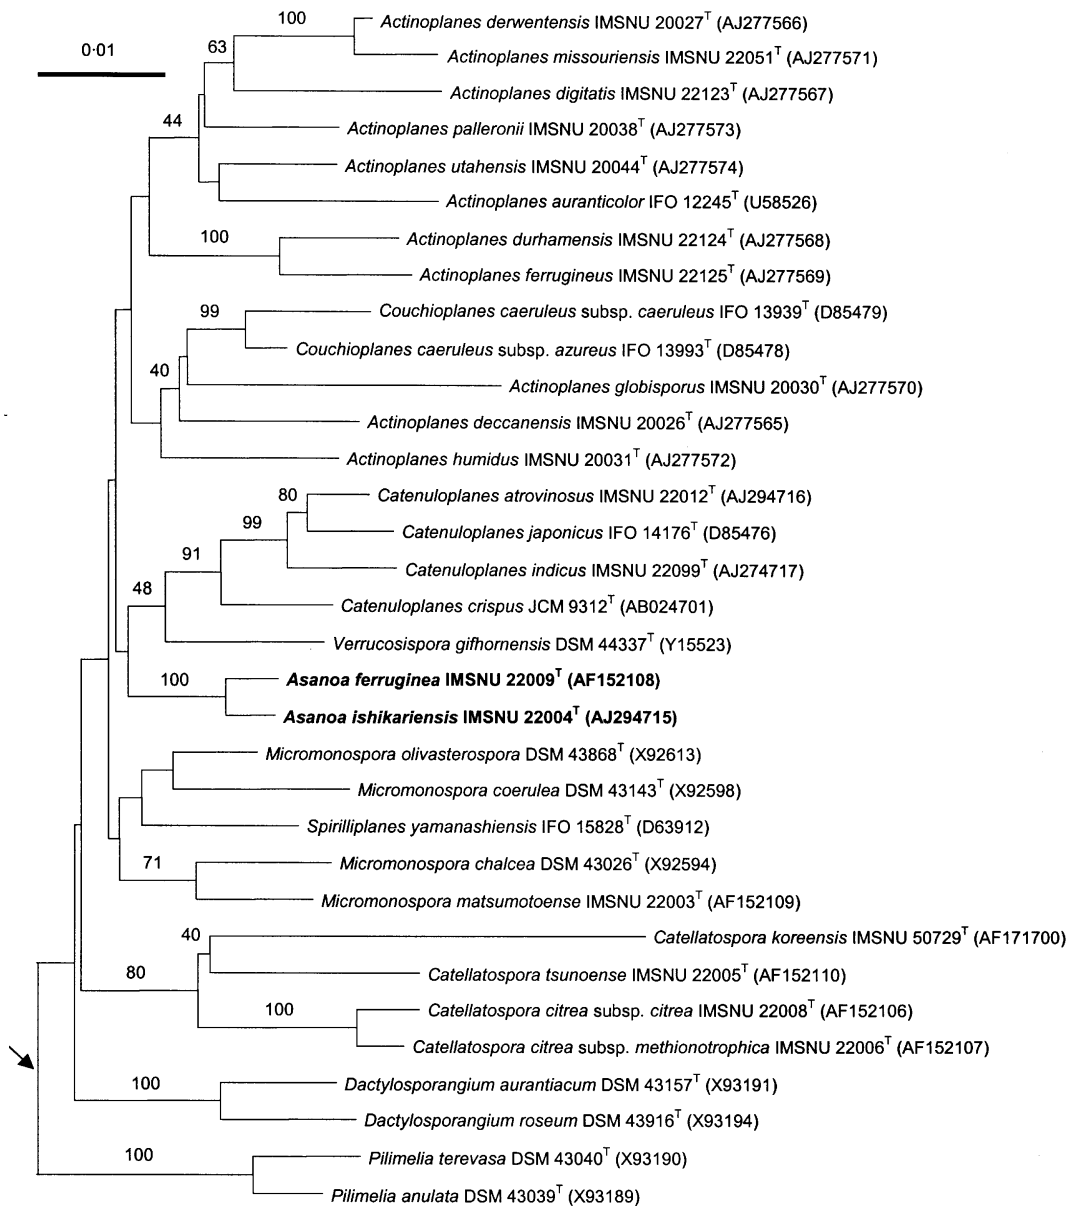 100
Actinoplanes derwentensis IMSNU 20027T (AJ277566)
0·01
63
Actinoplanes missouriensis IMSNU 22051T (AJ277571)
Actinoplanes digitatis IMSNU 22123T (AJ277567)
44
Actinoplanes palleronii IMSNU 20038T (AJ277573)
Actinoplanes utahensis IMSNU 20044T (AJ277574)
Actinoplanes auranticolor IFO 12245T (U58526)
100
Actinoplanes durhamensis IMSNU 22124T (AJ277568)
Actinoplanes ferrugineus IMSNU 22125T (AJ277569)
99
Couchioplanes caeruleus subsp. caeruleus IFO 13939T (D85479)
Couchioplanes caeruleus subsp. azureus IFO 13993T (D85478)
40
Actinoplanes globisporus IMSNU 20030T (AJ277570)
Actinoplanes deccanensis IMSNU 20026T (AJ277565)
Actinoplanes humidus IMSNU 20031T (AJ277572)
80
Catenuloplanes atrovinosus IMSNU 22012T (AJ294716)
99
Catenuloplanes japonicus IFO 14176T (D85476)
91
Catenuloplanes indicus IMSNU 22099T (AJ274717)
48
Catenuloplanes crispus JCM 9312T (AB024701)
Verrucosispora gifhornensis DSM 44337T (Y15523)
100
Asanoa ferruginea IMSNU 22009T (AF152108)
Asanoa ishikariensis IMSNU 22004T (AJ294715)
Micromonospora olivasterospora DSM 43868T (X92613)
Micromonospora coerulea DSM 43143T (X92598)
Spirilliplanes yamanashiensis IFO 15828T (D63912)
71
Micromonospora chalcea DSM 43026T (X92594)
Micromonospora matsumotoense IMSNU 22003T (AF152109)
40
Catellatospora koreensis IMSNU 50729T (AF171700)
80
Catellatospora tsunoense IMSNU 22005T (AF152110)
100
Catellatospora citrea subsp. citrea IMSNU 22008T (AF152106)
Catellatospora citrea subsp. methionotrophica IMSNU 22006T (AF152107)
100
Dactylosporangium aurantiacum DSM 43157T (X93191)
Dactylosporangium roseum DSM 43916T (X93194)
100
Pilimelia terevasa DSM 43040T (X93190)
Pilimelia anulata DSM 43039T (X93189)